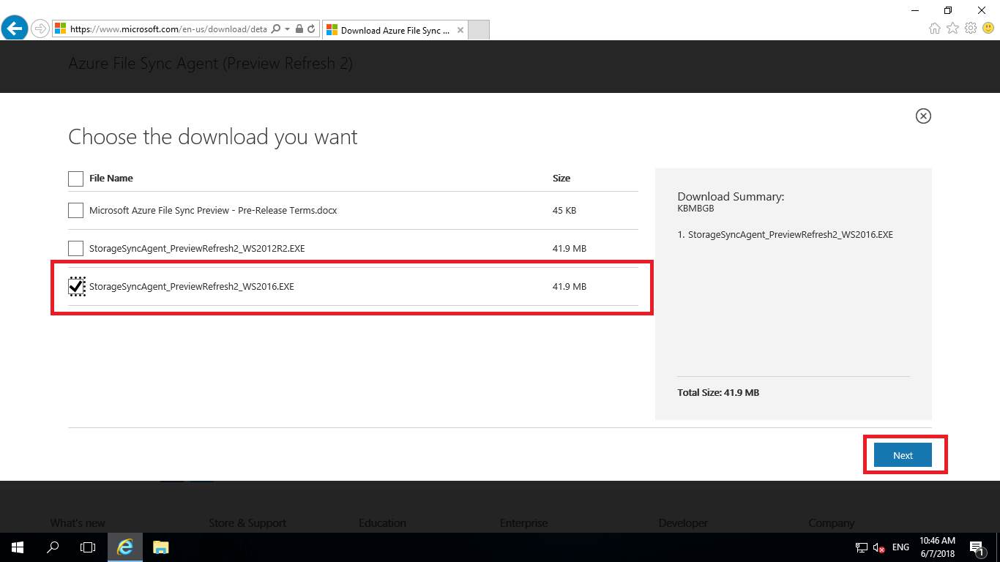 https://www.microsoft.com/en-us/download/deta
Download Azure File Sync ...
Azure File Sync Agent (Preview Refresh 2)
Choose the download you want
File Name Size
Microsoft Azure File Sync Preview - Pre-Release Terms.docx 45 KB
StorageSyncAgent_PreviewRefresh2_WS2012R2.EXE 41.9 MB
StorageSyncAgent_PreviewRefresh2_WS2016.EXE 41.9 MB
Download Summary:
KBMBGB
1. StorageSyncAgent_PreviewRefresh2_WS2016.EXE
Total Size: 41.9 MB
Next
What's new Store & Support Education Enterprise Developer Company
ENG
10:46 AM
6/7/2018
1